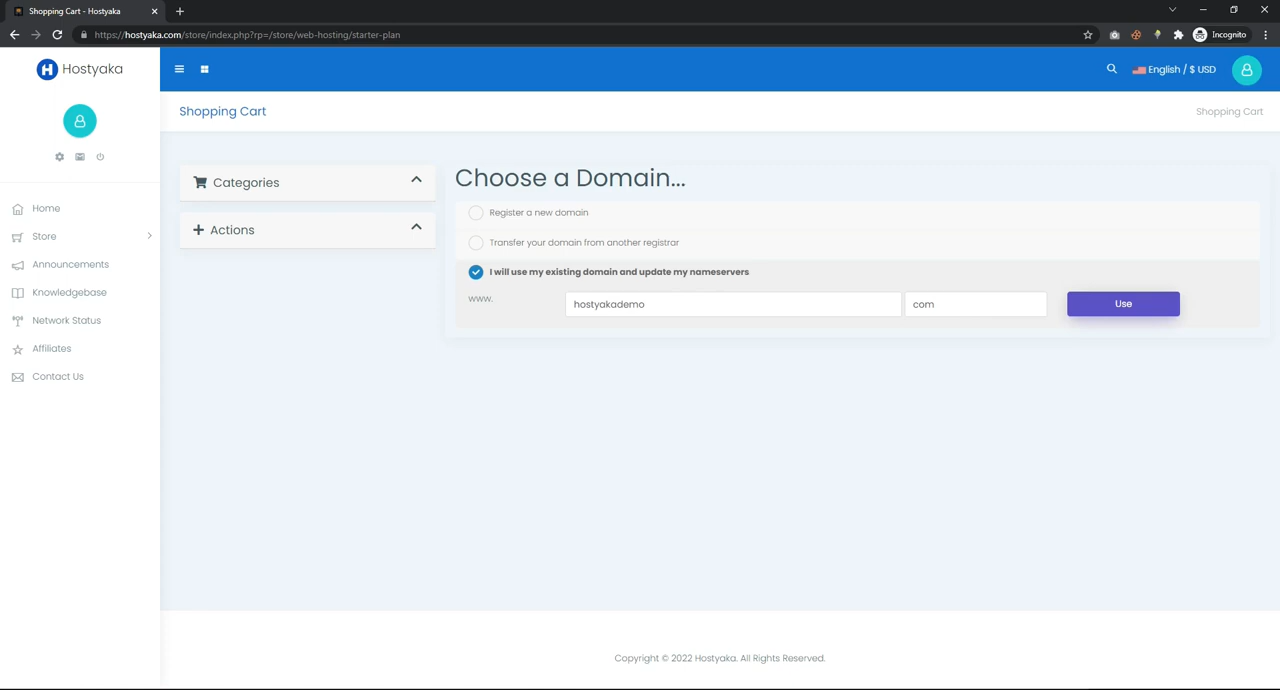 Shopping Cart - Hostyaka
https://hostyaka.com/store/index.php?rp=/store/web-hosting/starter-plan
Incognito
H Hostyaka
English / $ USD
Shopping Cart
Shopping Cart
Home
Store
Announcements
Knowledgebase
Network Status
Affiliates
Contact Us
Categories
Actions
Choose a Domain...
Register a new domain
Transfer your domain from another registrar
I will use my existing domain and update my nameservers
www.
hostyakademo
com
Use
Copyright © 2022 Hostyaka. All Rights Reserved.